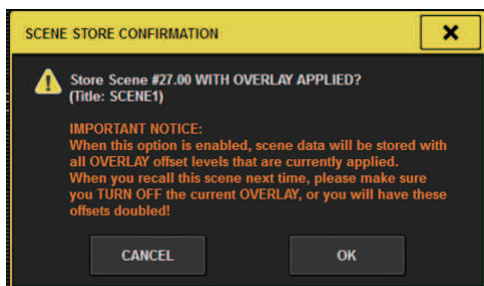 SCENE STORE CONFIRMATION
Store Scene #27.00 WITH OVERLAY APPLIED?
(Title: SCENE1)
IMPORTANT NOTICE:
When this option is enabled, scene data will be stored with
all OVERLAY offset levels that are currently applied.
When you recall this scene next time, please make sure
you TURN OFF the current OVERLAY, or you will have these
offsets doubled!
CANCEL OK